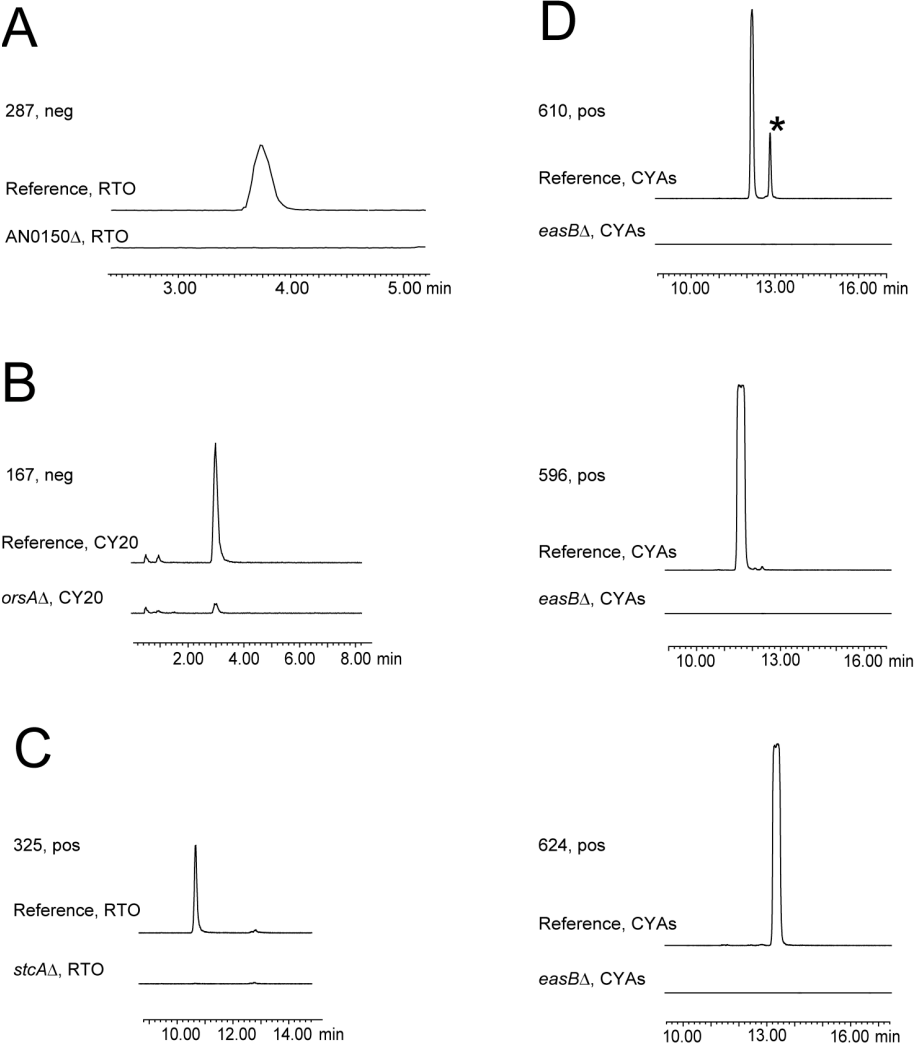 A
287, neg
Reference, RTO
AN0150Δ, RTO
3.00 4.00 5.00 min
B
167, neg
Reference, CY20
orsAΔ, CY20
2.00 4.00 6.00 8.00 min
C
325, pos
Reference, RTO
stcAΔ, RTO
10.00 12.00 14.00 min
D
610, pos
*
Reference, CYAs
easBΔ, CYAs
10.00 13.00 16.00 min
596, pos
Reference, CYAs
easBΔ, CYAs
10.00 13.00 16.00 min
624, pos
Reference, CYAs
easBΔ, CYAs
10.00 13.00 16.00 min